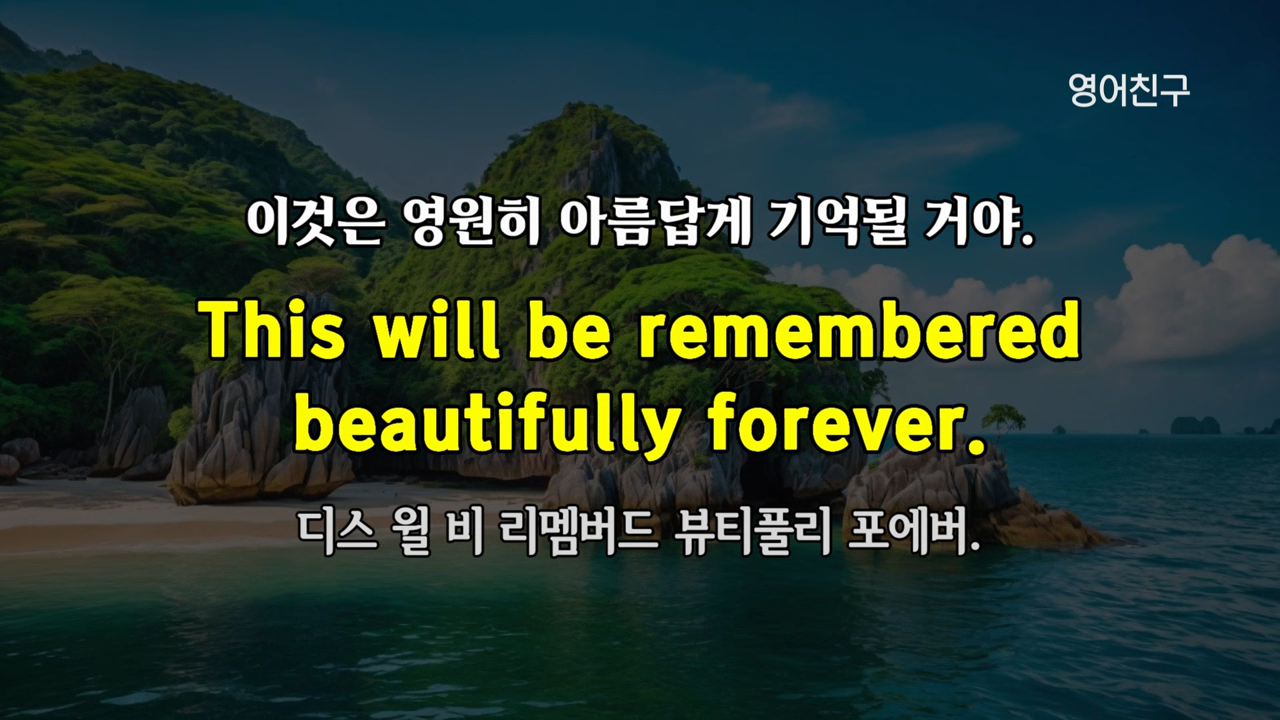 영어친구
이것은 영원히 아름답게 기억될 거야.
This will be remembered
beautifully forever.
디스 윌 비 리멤버드 뷰티풀리 포에버.